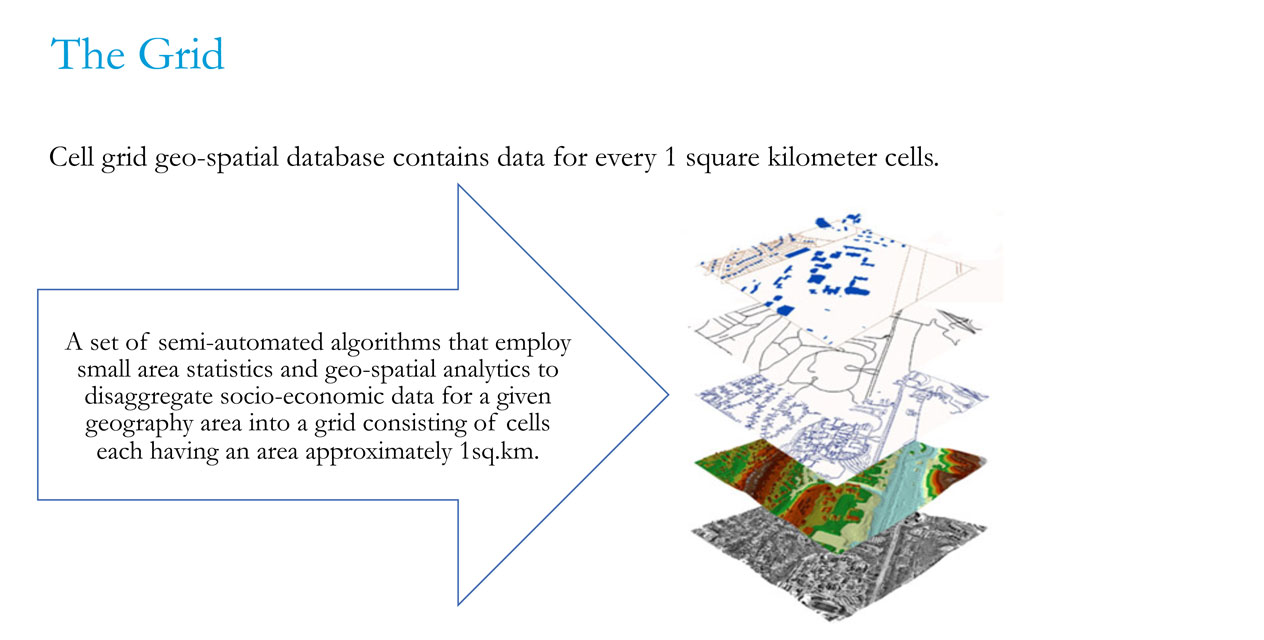 The Grid
Cell grid geo-spatial database contains data for every 1 square kilometer cells.
A set of semi-automated algorithms that employ
small area statistics and geo-spatial analytics to
disaggregate socio-economic data for a given
geography area into a grid consisting of cells
each having an area approximately 1sq.km.